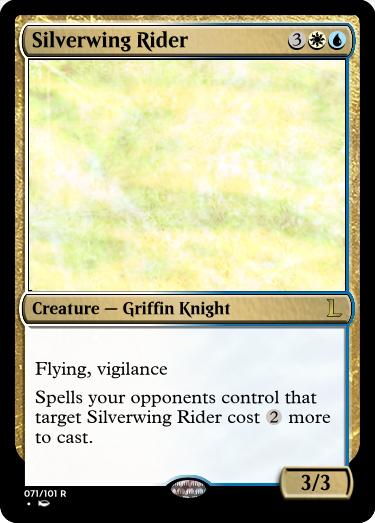 Silverwing Rider 3
Creature — Griffin Knight L
Flying, vigilance
Spells your opponents control that
target Silverwing Rider cost 2 more
to cast.
3/3
071/101 R